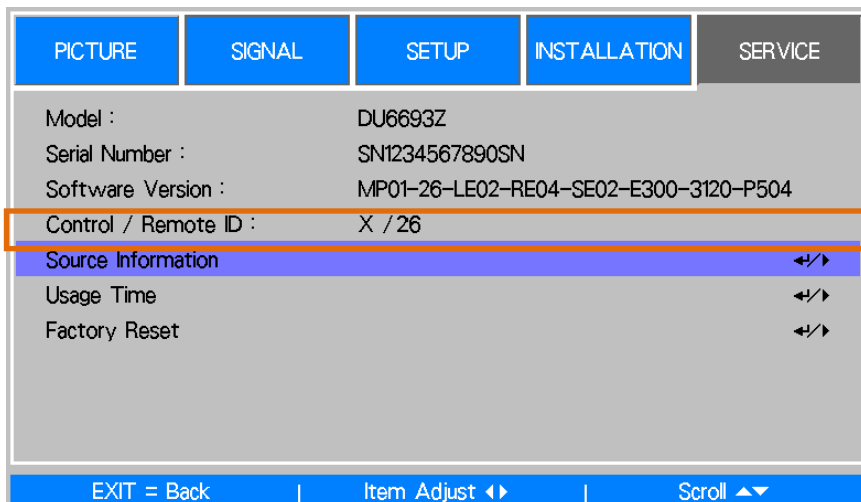 PICTURE SIGNAL SETUP INSTALLATION SERVICE
Model : DU6693Z
Serial Number : SN1234567890SN
Software Version : MP01-26-LE02-RE04-SE02-E300-3120-P504
Control / Remote ID : X / 26
Source Information ↵/▶
Usage Time ↵/▶
Factory Reset ↵/▶
EXIT = Back | Item Adjust ◀▶ | Scroll ▲▼